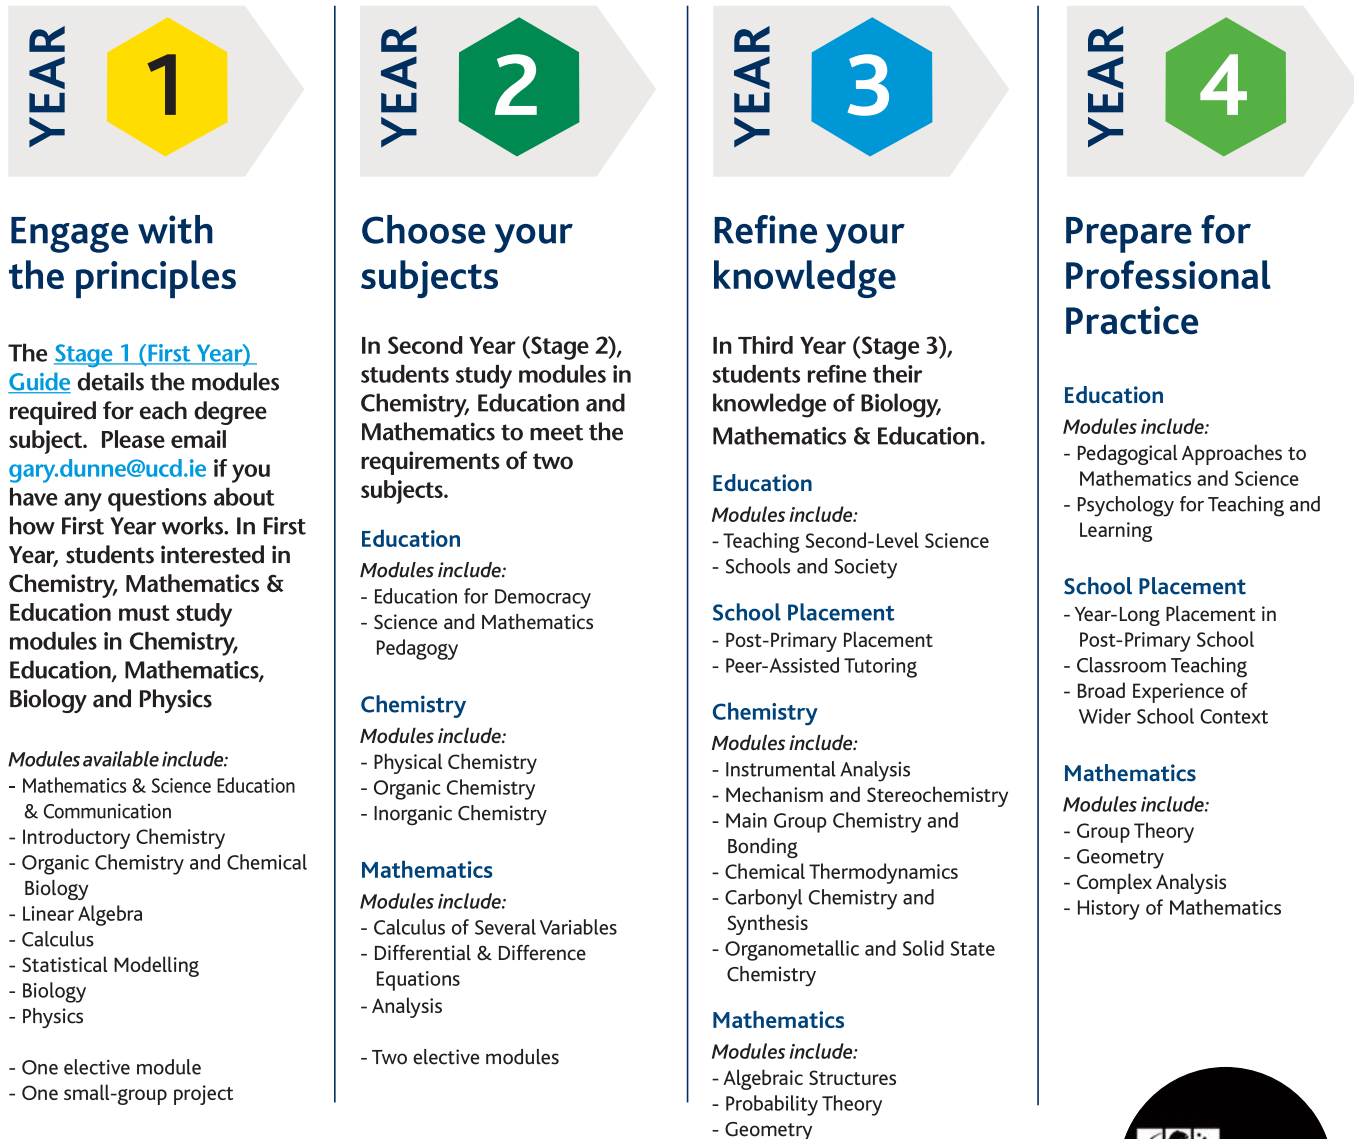 YEAR 1
Engage with
the principles
The Stage 1 (First Year)
Guide details the modules
required for each degree
subject. Please email
gary.dunne@ucd.ie if you
have any questions about
how First Year works. In First
Year, students interested in
Chemistry, Mathematics &
Education must study
modules in Chemistry,
Education, Mathematics,
Biology and Physics
Modules available include:
- Mathematics & Science Education
& Communication
- Introductory Chemistry
- Organic Chemistry and Chemical
Biology
- Linear Algebra
- Calculus
- Statistical Modelling
- Biology
- Physics
- One elective module
- One small-group project
YEAR 2
Choose your
subjects
In Second Year (Stage 2),
students study modules in
Chemistry, Education and
Mathematics to meet the
requirements of two
subjects.
Education
Modules include:
- Education for Democracy
- Science and Mathematics
Pedagogy
Chemistry
Modules include:
- Physical Chemistry
- Organic Chemistry
- Inorganic Chemistry
Mathematics
Modules include:
- Calculus of Several Variables
- Differential & Difference
Equations
- Analysis
- Two elective modules
YEAR 3
Refine your
knowledge
In Third Year (Stage 3),
students refine their
knowledge of Biology,
Mathematics & Education.
Education
Modules include:
- Teaching Second-Level Science
- Schools and Society
School Placement
- Post-Primary Placement
- Peer-Assisted Tutoring
Chemistry
Modules include:
- Instrumental Analysis
- Mechanism and Stereochemistry
- Main Group Chemistry and
Bonding
- Chemical Thermodynamics
- Carbonyl Chemistry and
Synthesis
- Organometallic and Solid State
Chemistry
Mathematics
Modules include:
- Algebraic Structures
- Probability Theory
- Geometry
YEAR 4
Prepare for
Professional
Practice
Education
Modules include:
- Pedagogical Approaches to
Mathematics and Science
- Psychology for Teaching and
Learning
School Placement
- Year-Long Placement in
Post-Primary School
- Classroom Teaching
- Broad Experience of
Wider School Context
Mathematics
Modules include:
- Group Theory
- Geometry
- Complex Analysis
- History of Mathematics